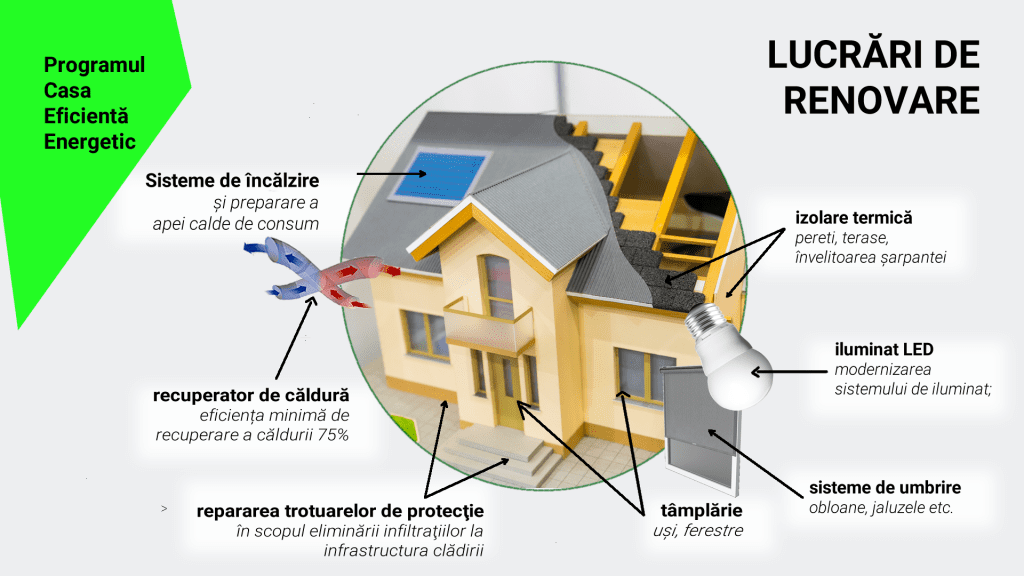 Programul
Casa
Eficientă
Energetic
LUCRĂRI DE
RENOVARE
Sisteme de încălzire
și preparare a
apei calde de consum
izolare termică
pereti, terase,
învelitoarea șarpantei
iluminat LED
modernizarea
sistemului de iluminat;
recuperator de căldură
eficiența minimă de
recuperare a căldurii 75%
sisteme de umbrire
obloane, jaluzele etc.
> repararea trotuarelor de protecţie
în scopul eliminării infiltraţiilor la
infrastructura clădirii
tâmplărie
uși, ferestre